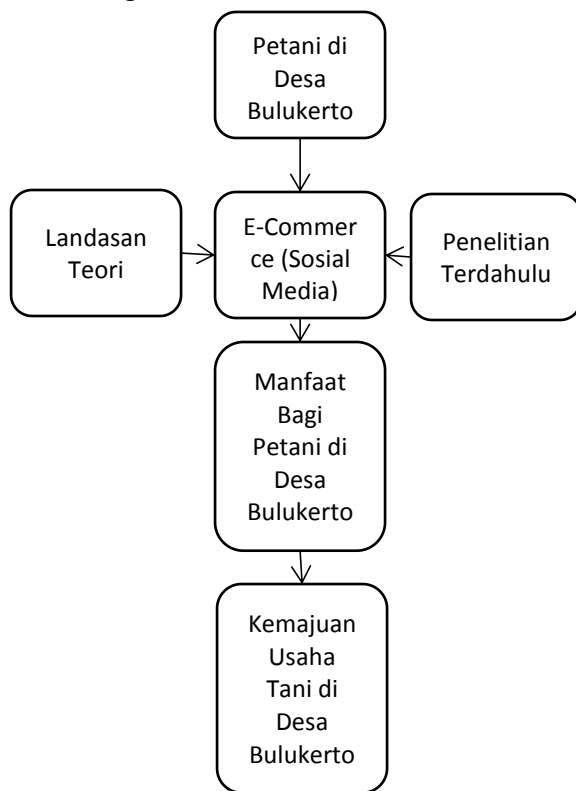 Petani di
Desa
Bulukerto
Landasan
Teori
E-Commer
ce (Sosial
Media)
Penelitian
Terdahulu
Manfaat
Bagi
Petani di
Desa
Bulukerto
Kemajuan
Usaha
Tani di
Desa
Bulukerto